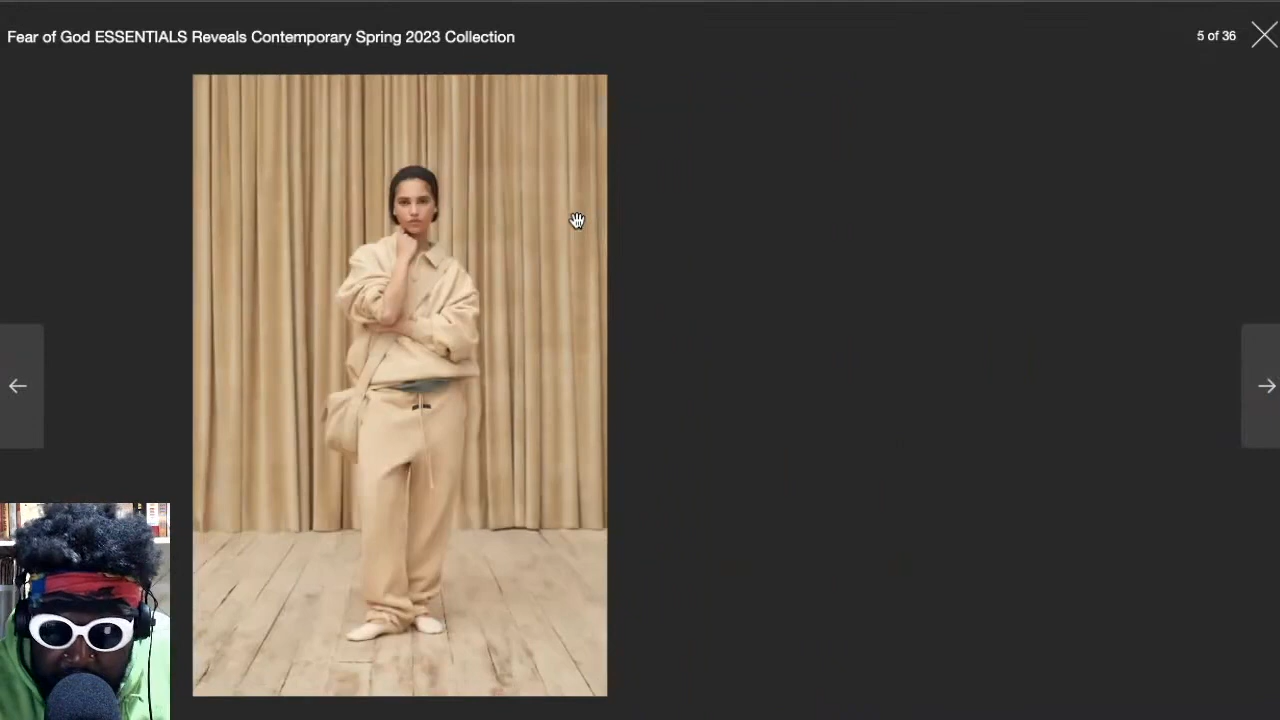 Fear of God ESSENTIALS Reveals Contemporary Spring 2023 Collection
5 of 36